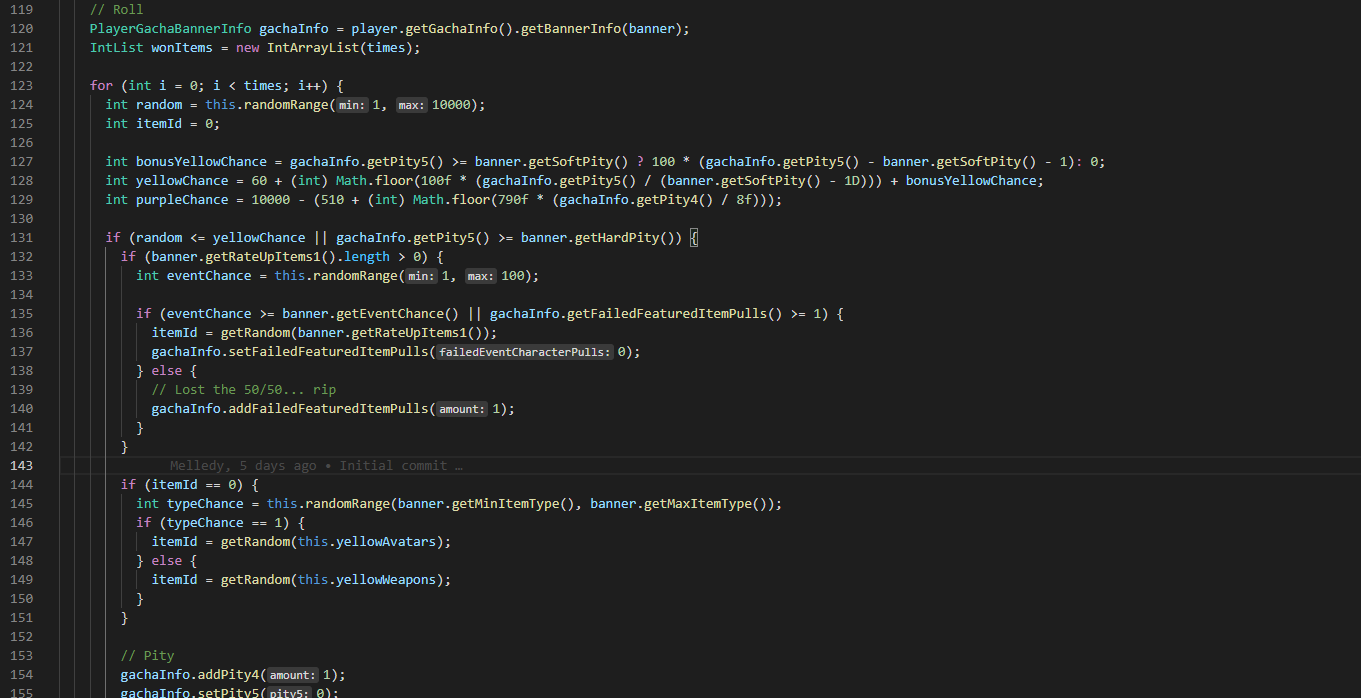 119 // Roll
120 PlayerGachaBannerInfo gachaInfo = player.getGachaInfo().getBannerInfo(banner);
121 IntList wonItems = new IntArrayList(times);
122
123 for (int i = 0; i < times; i++) {
124 int random = this.randomRange(min: 1, max: 10000);
125 int itemId = 0;
126
127 int bonusYellowChance = gachaInfo.getPity5() >= banner.getSoftPity() ? 100 * (gachaInfo.getPity5() - banner.getSoftPity() - 1): 0;
128 int yellowChance = 60 + (int) Math.floor(100f * (gachaInfo.getPity5() / (banner.getSoftPity() - 1D))) + bonusYellowChance;
129 int purpleChance = 10000 - (510 + (int) Math.floor(790f * (gachaInfo.getPity4() / 8f)));
130
131 if (random <= yellowChance || gachaInfo.getPity5() >= banner.getHardPity()) {
132 if (banner.getRateUpItems1().length > 0) {
133 int eventChance = this.randomRange(min: 1, max: 100);
134
135 if (eventChance >= banner.getEventChance() || gachaInfo.getFailedFeaturedItemPulls() >= 1) {
136 itemId = getRandom(banner.getRateUpItems1());
137 gachaInfo.setFailedFeaturedItemPulls(failedEventCharacterPulls: 0);
138 } else {
139 // Lost the 50/50... rip
140 gachaInfo.addFailedFeaturedItemPulls(amount: 1);
141 }
142 }
143 Melledy, 5 days ago • Initial commit …
144 if (itemId == 0) {
145 int typeChance = this.randomRange(banner.getMinItemType(), banner.getMaxItemType());
146 if (typeChance == 1) {
147 itemId = getRandom(this.yellowAvatars);
148 } else {
149 itemId = getRandom(this.yellowWeapons);
150 }
151 }
152
153 // Pity
154 gachaInfo.addPity4(amount: 1);
155 gachaInfo.setPity5(pity5: 0);